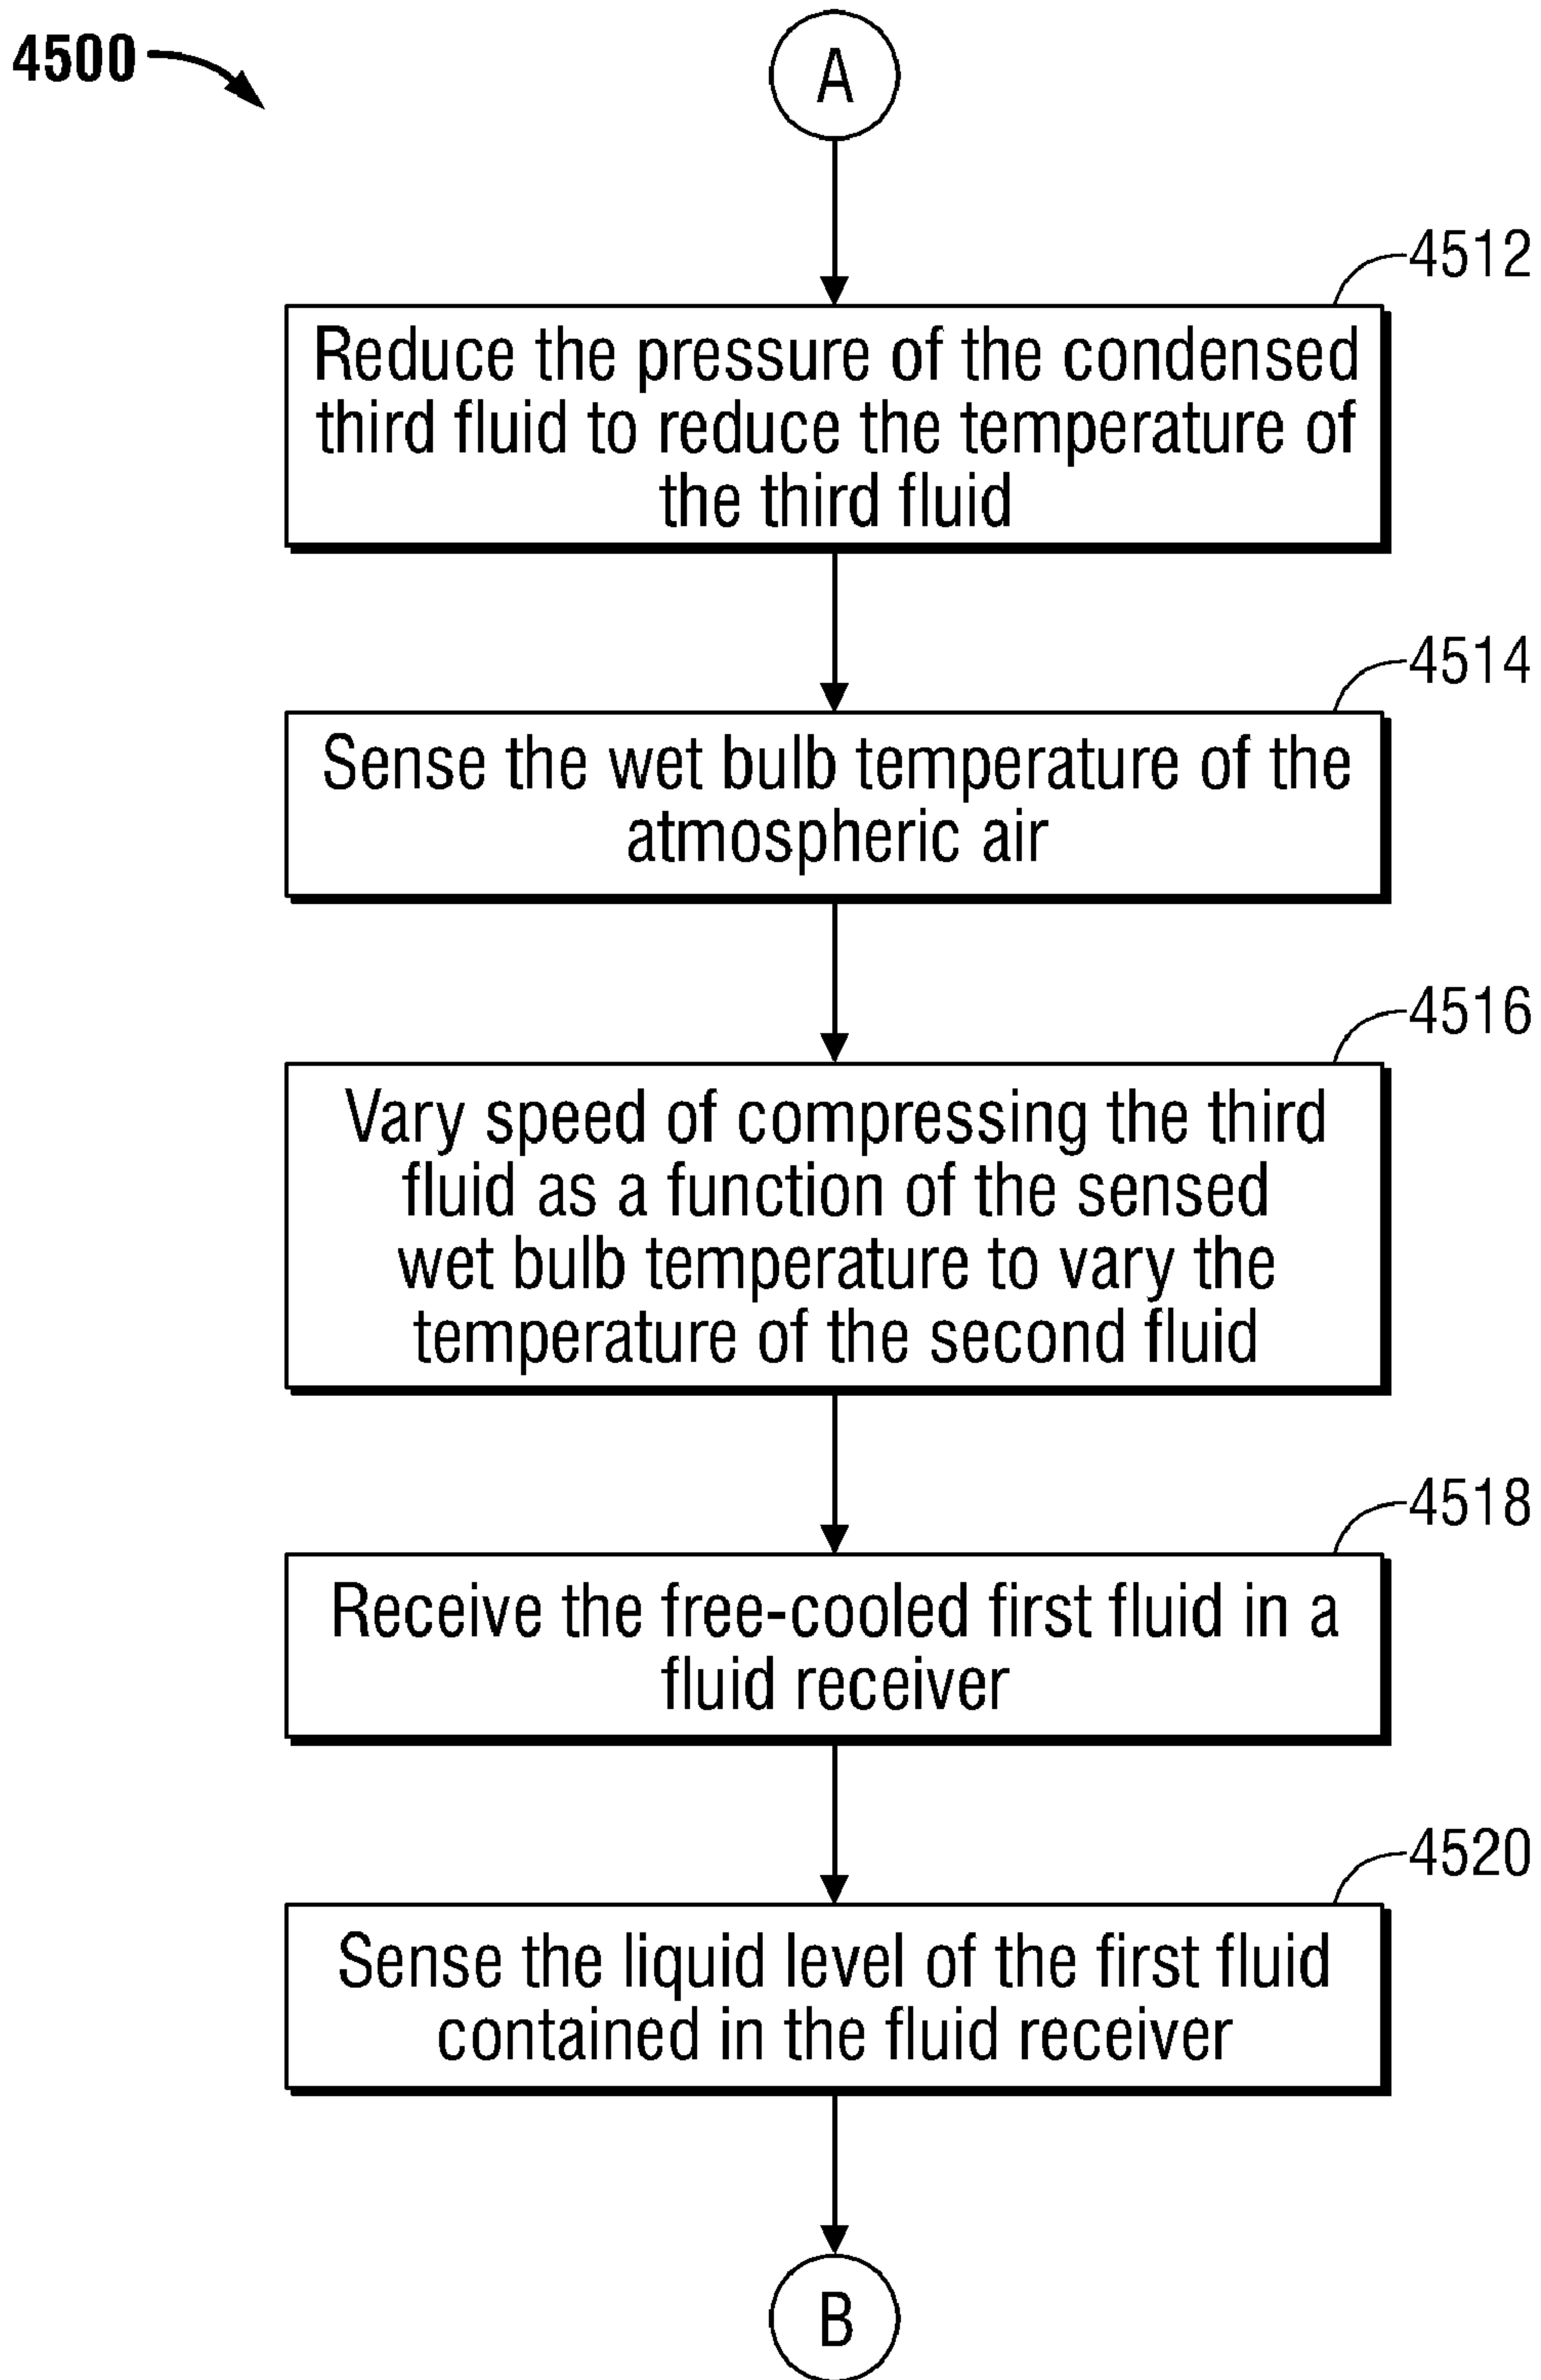 4500
A
4512
Reduce the pressure of the condensed
third fluid to reduce the temperature of
the third fluid
4514
Sense the wet bulb temperature of the
atmospheric air
4516
Vary speed of compressing the third
fluid as a function of the sensed
wet bulb temperature to vary the
temperature of the second fluid
4518
Receive the free-cooled first fluid in a
fluid receiver
4520
Sense the liquid level of the first fluid
contained in the fluid receiver
B